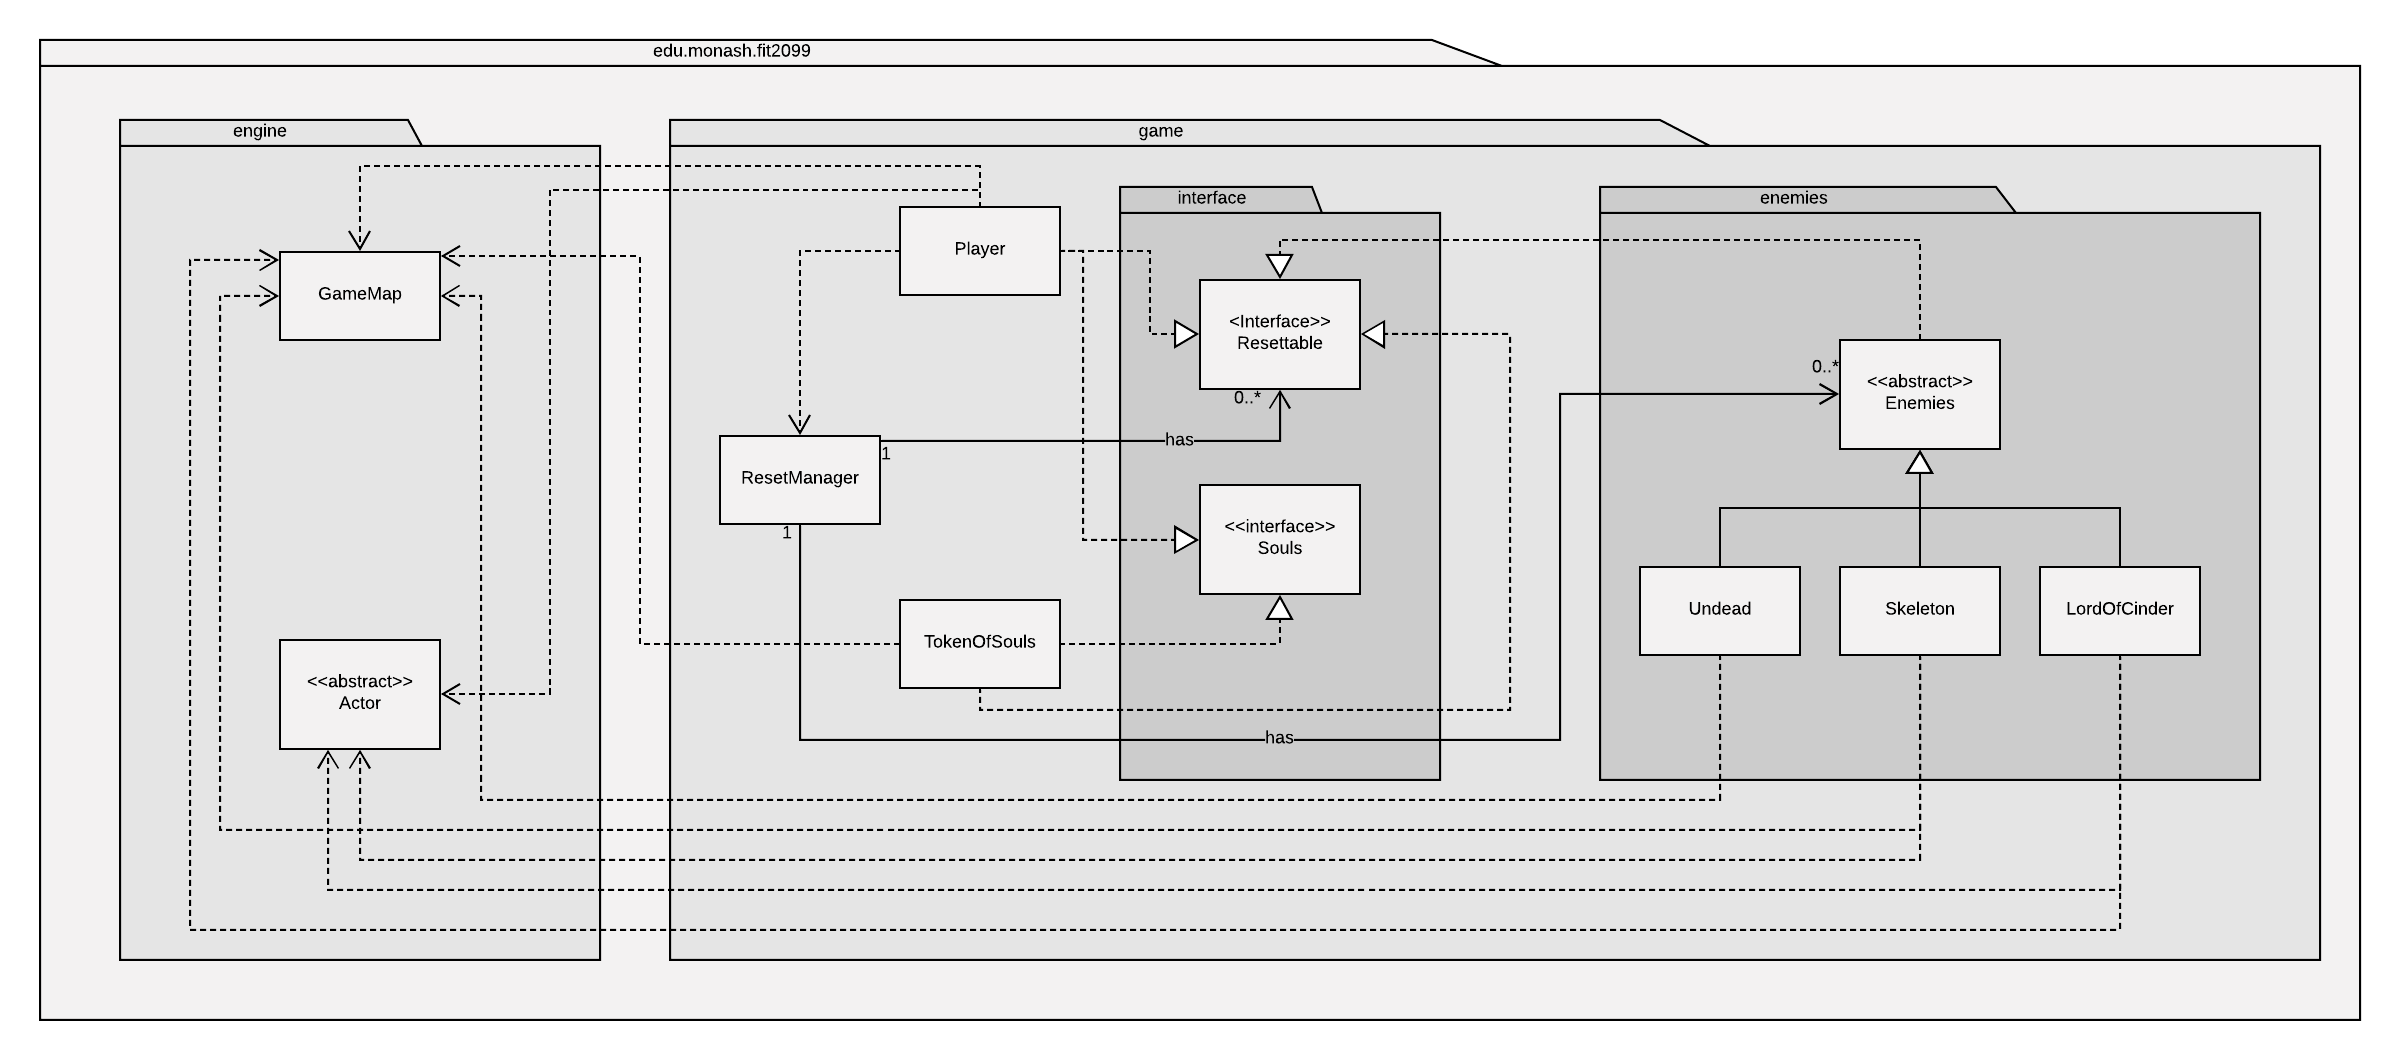 edu.monash.fit2099
engine
game
interface
enemies
Player
GameMap
<Interface>>
Resettable
0..*
<<abstract>>
Enemies
0..*
has
1
ResetManager
1
<<interface>>
Souls
Undead
Skeleton
LordOfCinder
TokenOfSouls
<<abstract>>
Actor
has